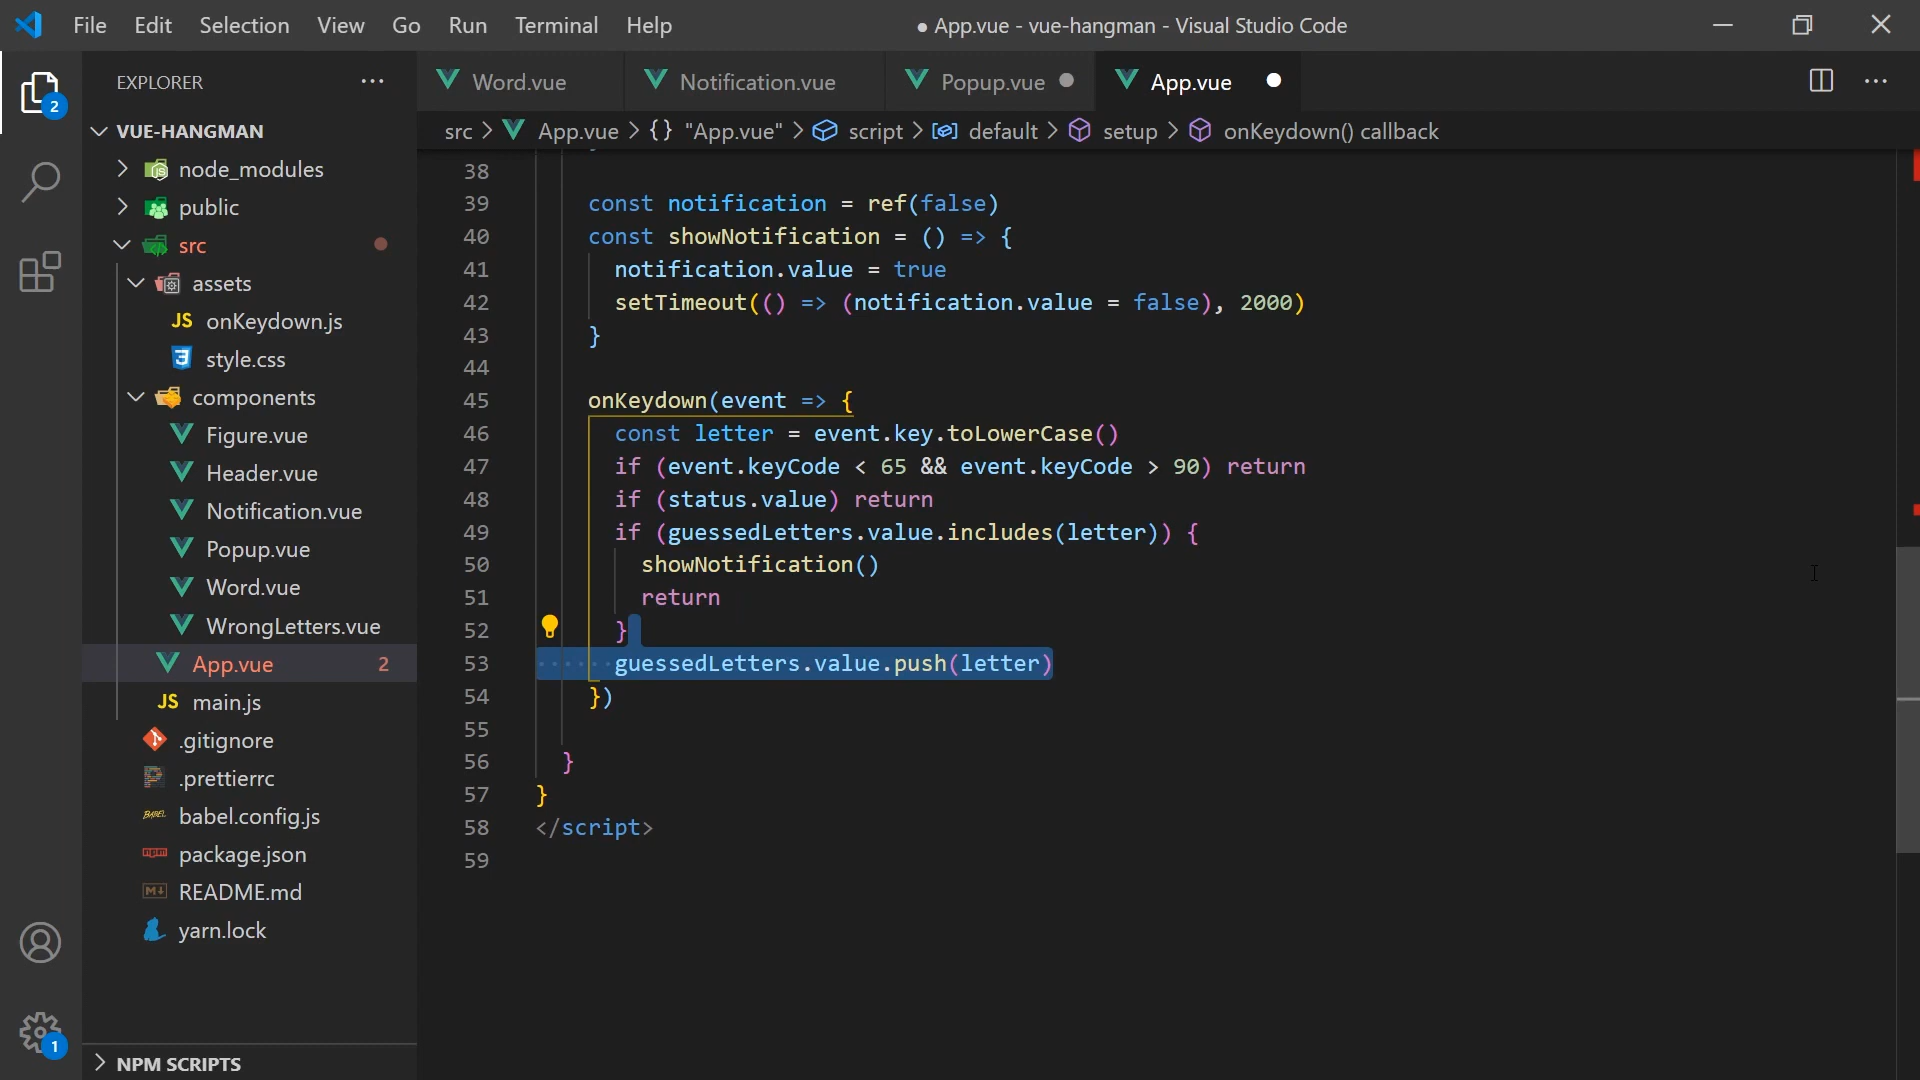 File Edit Selection View Go Run Terminal Help
● App.vue - vue-hangman - Visual Studio Code
EXPLORER
Word.vue
Notification.vue
Popup.vue
App.vue
src > App.vue > {} "App.vue" > script > default > setup > onKeydown() callback
2
VUE-HANGMAN
node_modules
public
src
assets
JS onKeydown.js
style.css
components
Figure.vue
Header.vue
Notification.vue
Popup.vue
Word.vue
WrongLetters.vue
App.vue 2
JS main.js
.gitignore
.prettierrc
babel.config.js
package.json
README.md
yarn.lock
1
NPM SCRIPTS
38
39 const notification = ref(false)
40 const showNotification = () => {
41 notification.value = true
42 setTimeout(() => (notification.value = false), 2000)
43 }
44
45 onKeydown(event => {
46 const letter = event.key.toLowerCase()
47 if (event.keyCode < 65 && event.keyCode > 90) return
48 if (status.value) return
49 if (guessedLetters.value.includes(letter)) {
50 showNotification()
51 return
52 }
53 guessedLetters.value.push(letter)
54 })
55
56 }
57 }
58 </script>
59